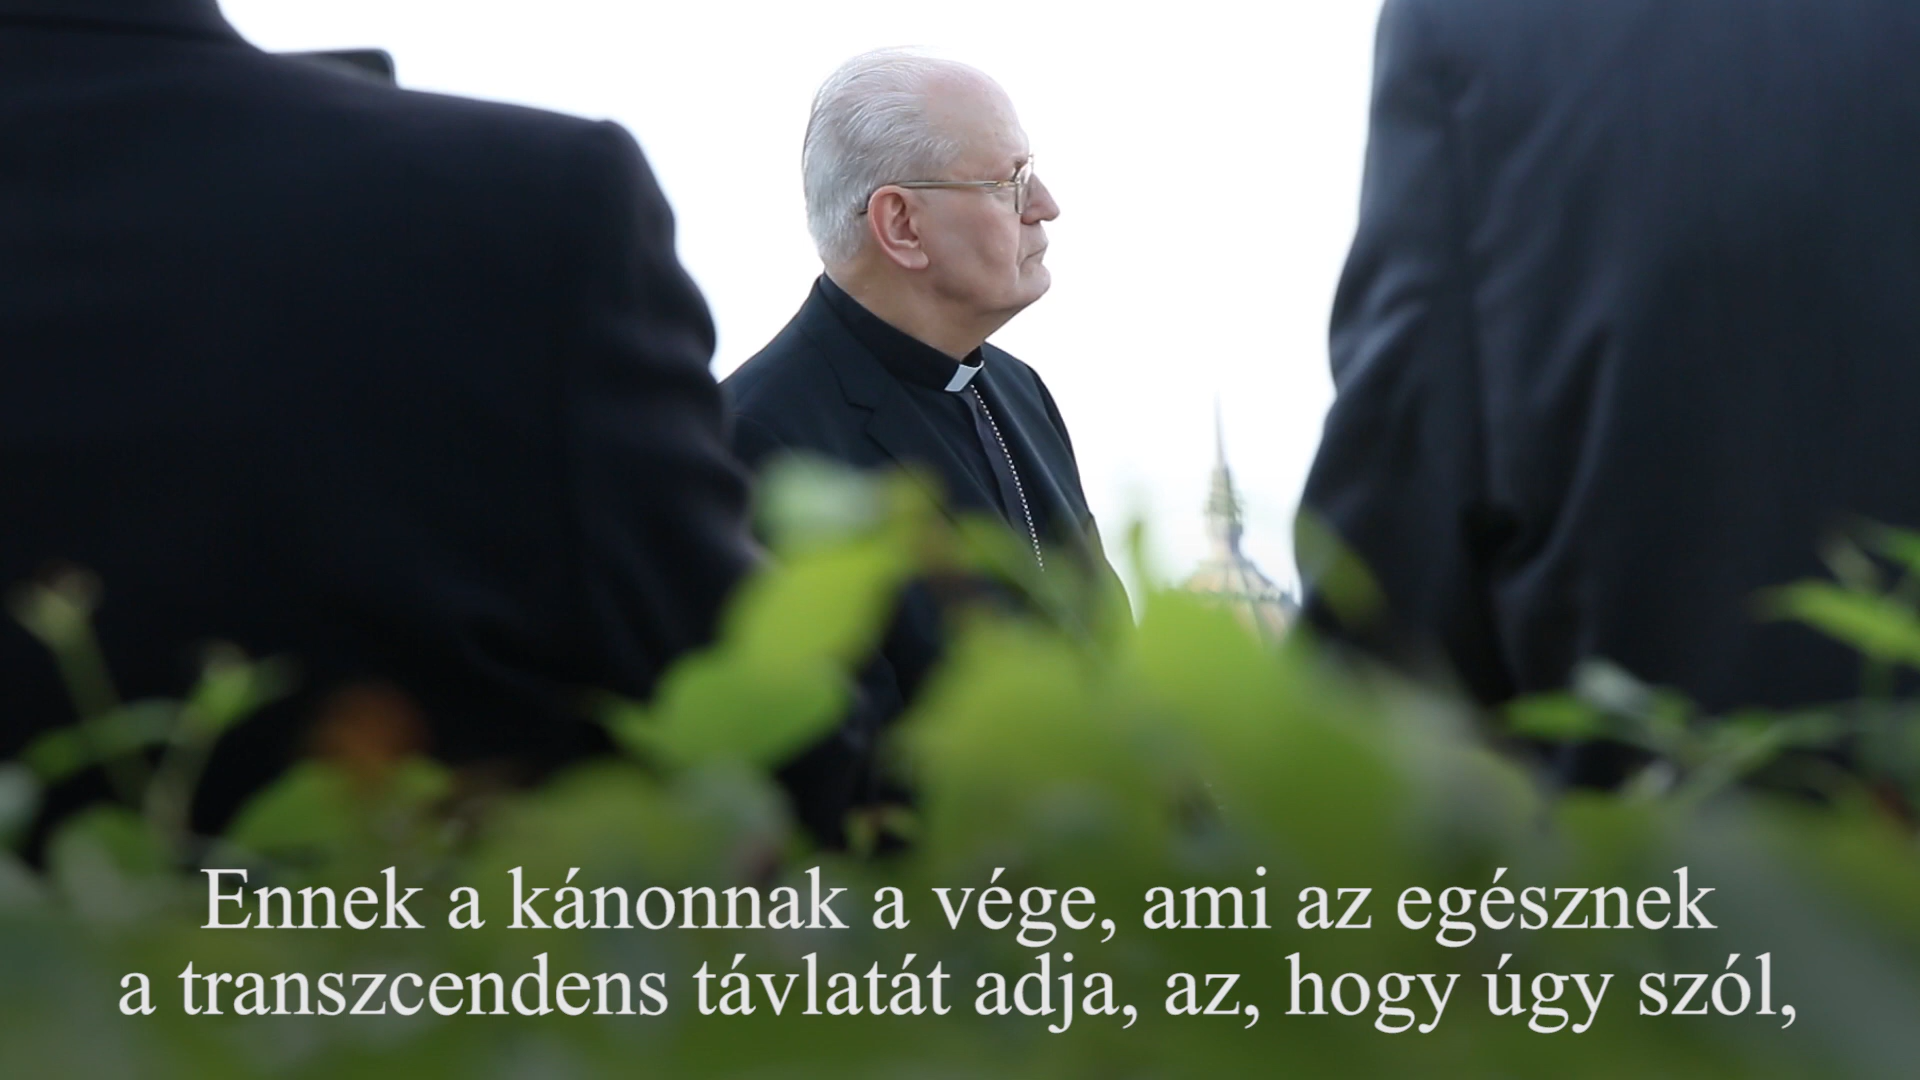 Ennek a kánonnak a vége, ami az egésznek
a transzcendens távlatát adja, az, hogy úgy szól,